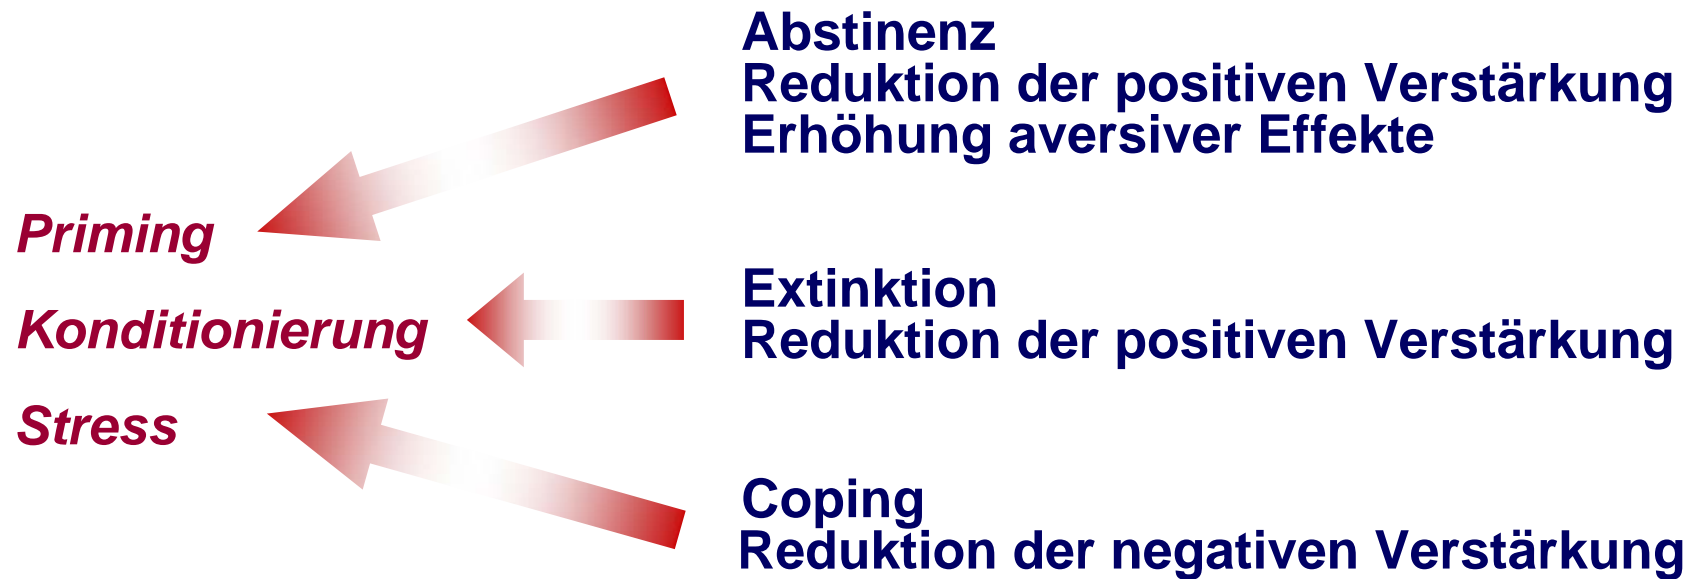 Abstinenz
Reduktion der positiven Verstärkung
Erhöhung aversiver Effekte
Priming
Extinktion
Konditionierung
Reduktion der positiven Verstärkung
Stress
Coping
Reduktion der negativen Verstärkung